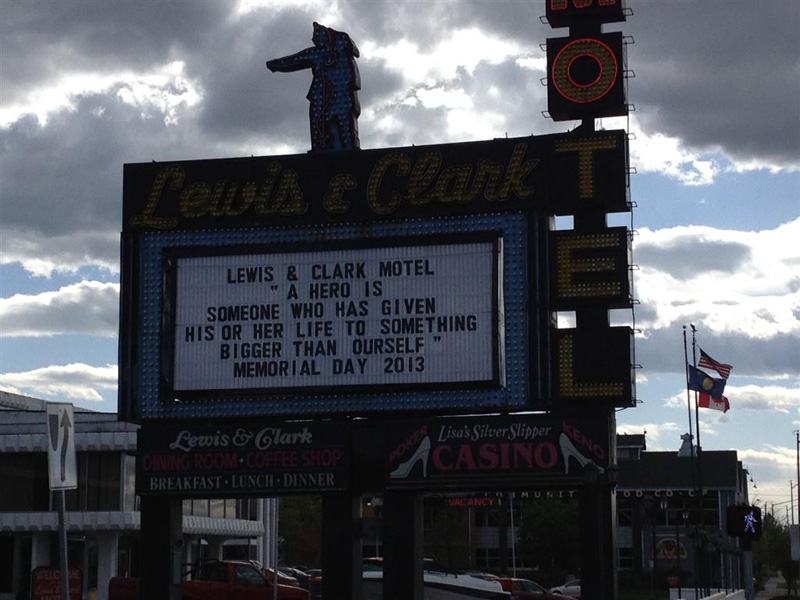 MOTEL
Lewis & Clark
LEWIS & CLARK MOTEL
" A HERO IS
SOMEONE WHO HAS GIVEN
HIS OR HER LIFE TO SOMETHING
BIGGER THAN OURSELF "
MEMORIAL DAY 2013
Lewis & Clark
DINING ROOM • COFFEE SHOP
BREAKFAST • LUNCH • DINNER
Lisa's Silver Slipper
POKER CASINO KENO
VACANCY
WELCOME